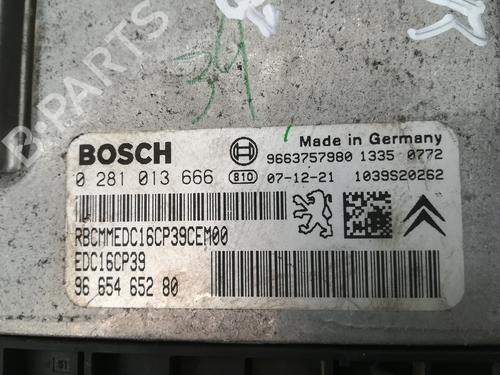 B-PARTS
34
Made in Germany
BOSCH
9663757980 1335 0772
0 281 013 666 810 07-12-21 1039S20262
RBCMMEDC16CP39CEM00
EDC16CP39
96 654 652 80